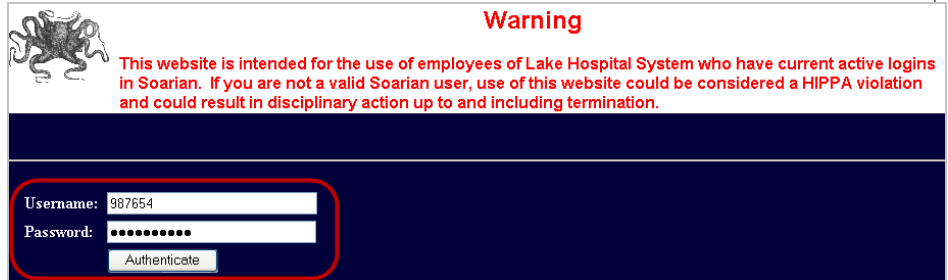 Warning
This website is intended for the use of employees of Lake Hospital System who have current active logins
in Soarian. If you are not a valid Soarian user, use of this website could be considered a HIPPA violation
and could result in disciplinary action up to and including termination.
Username: 987654
Password: ●●●●●●●●●●
Authenticate